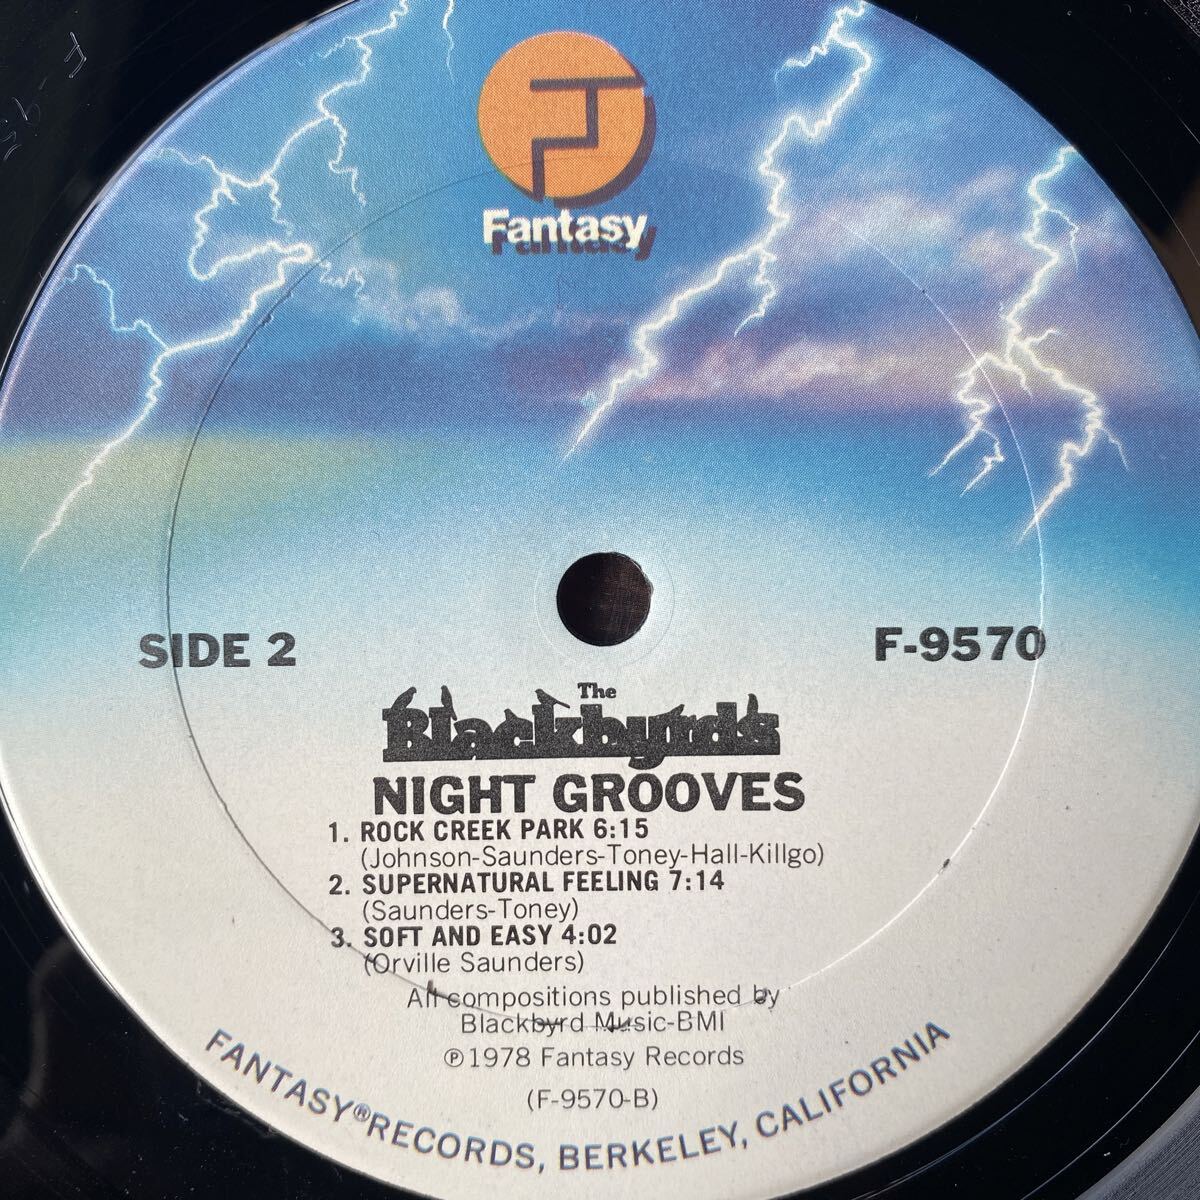 Fantasy
SIDE 2
F-9570
The
Blackbyrds
NIGHT GROOVES
1. ROCK CREEK PARK 6:15
(Johnson-Saunders-Toney-Hall-Killgo)
2. SUPERNATURAL FEELING 7:14
(Saunders-Toney)
3. SOFT AND EASY 4:02
(Orville Saunders)
All compositions published by
Blackbyrd Music-BMI
℗1978 Fantasy Records
(F-9570-B)
FANTASY®RECORDS, BERKELEY, CALIFORNIA